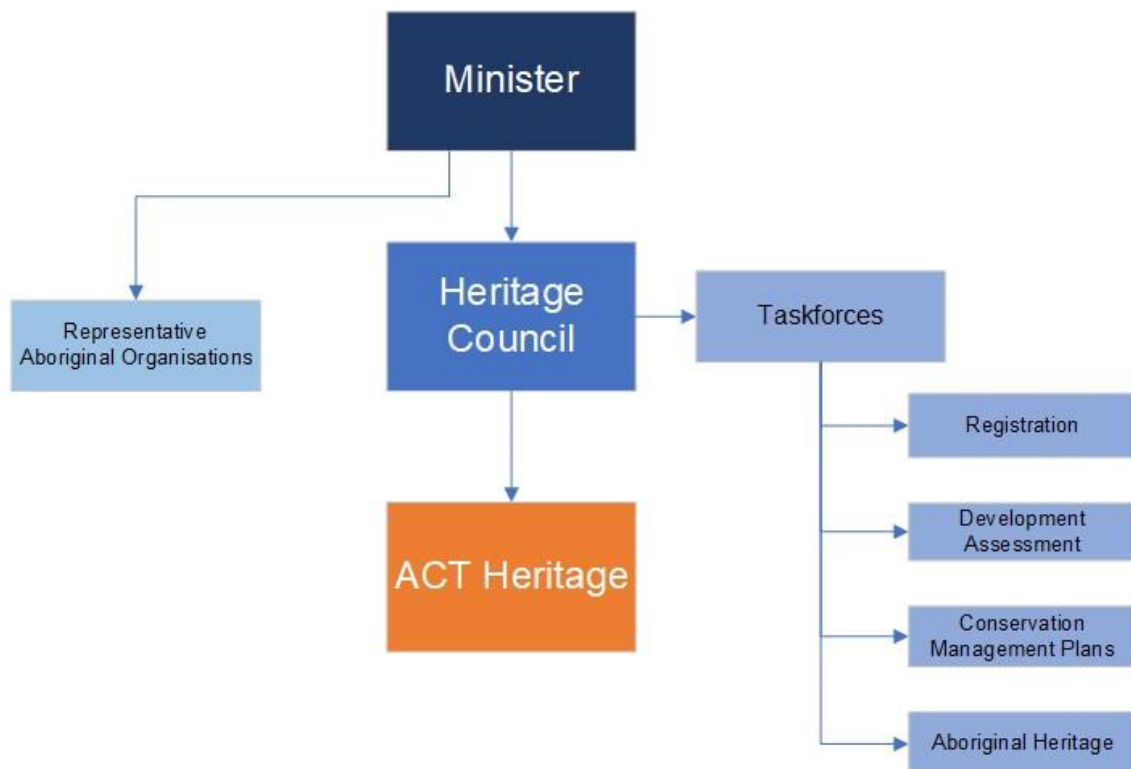 Minister
Heritage
Council
Taskforces
Representative
Aboriginal Organisations
Registration
Development
Assessment
ACT Heritage
Conservation
Management Plans
Aboriginal Heritage